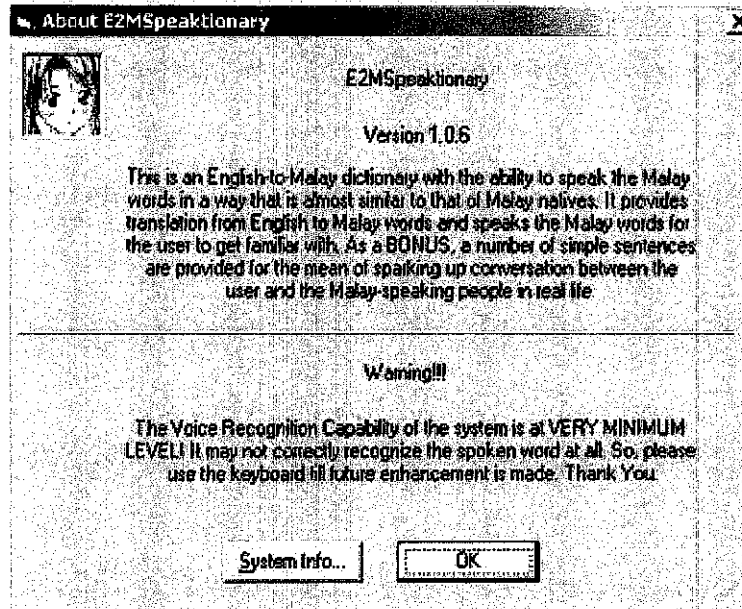 About E2MSpeaktionary
E2MSpeaktionary
Version 1.0.6
This is an English-to-Malay dictionary with the ability to speak the Malay
words in a way that is almost similar to that of Malay natives. It provides
translation from English to Malay words and speaks the Malay words for
the user to get familiar with. As a BONUS, a number of simple sentences
are provided for the mean of sparking up conversation between the
user and the Malay-speaking people in real life
Warning!!!
The Voice Recognition Capability of the system is at VERY MINIMUM
LEVEL! It may not correctly recognize the spoken word at all. So, please
use the keyboard till future enhancement is made. Thank You.
System Info...
OK